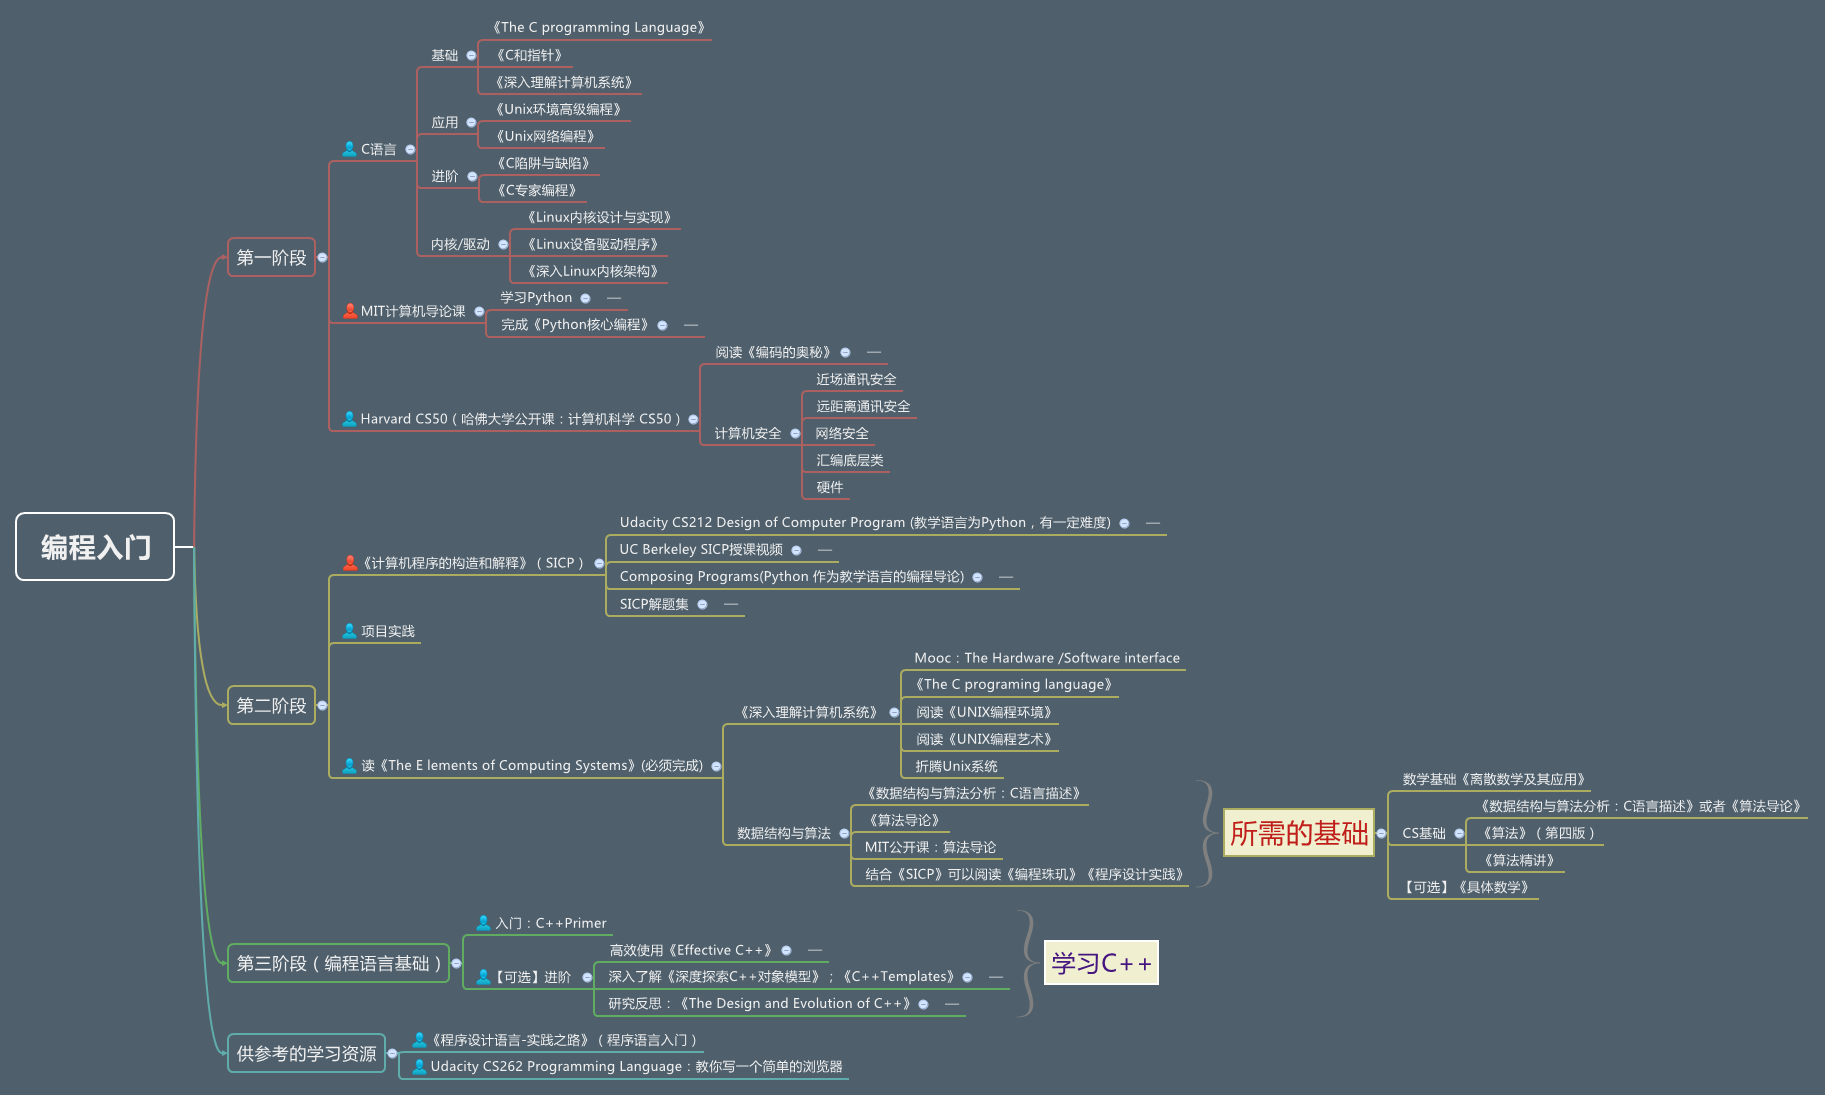 编程入门
第一阶段
C语言
基础
《The C programming Language》
《C和指针》
《深入理解计算机系统》
应用
《Unix环境高级编程》
《Unix网络编程》
进阶
《C陷阱与缺陷》
《C专家编程》
内核/驱动
《Linux内核设计与实现》
《Linux设备驱动程序》
《深入Linux内核架构》
MIT计算机导论课
学习Python
完成《Python核心编程》
Harvard CS50（哈佛大学公开课：计算机科学 CS50）
阅读《编码的奥秘》
计算机安全
近场通讯安全
远距离通讯安全
网络安全
汇编底层类
硬件
第二阶段
《计算机程序的构造和解释》（SICP）
Udacity CS212 Design of Computer Program (教学语言为Python，有一定难度)
UC Berkeley SICP授课视频
Composing Programs(Python 作为教学语言的编程导论)
SICP解题集
项目实践
读《The E lements of Computing Systems》(必须完成)
《深入理解计算机系统》
Mooc：The Hardware /Software interface
《The C programing language》
阅读《UNIX编程环境》
阅读《UNIX编程艺术》
折腾Unix系统
数据结构与算法
《数据结构与算法分析：C语言描述》
《算法导论》
MIT公开课：算法导论
结合《SICP》可以阅读《编程珠玑》《程序设计实践》
所需的基础
数学基础《离散数学及其应用》
CS基础
《数据结构与算法分析：C语言描述》或者《算法导论》
《算法》（第四版）
《算法精讲》
【可选】《具体数学》
第三阶段（编程语言基础）
入门：C++Primer
【可选】进阶
高效使用《Effective C++》
深入了解《深度探索C++对象模型》；《C++Templates》
研究反思：《The Design and Evolution of C++》
学习C++
供参考的学习资源
《程序设计语言-实践之路》（程序语言入门）
Udacity CS262 Programming Language：教你写一个简单的浏览器